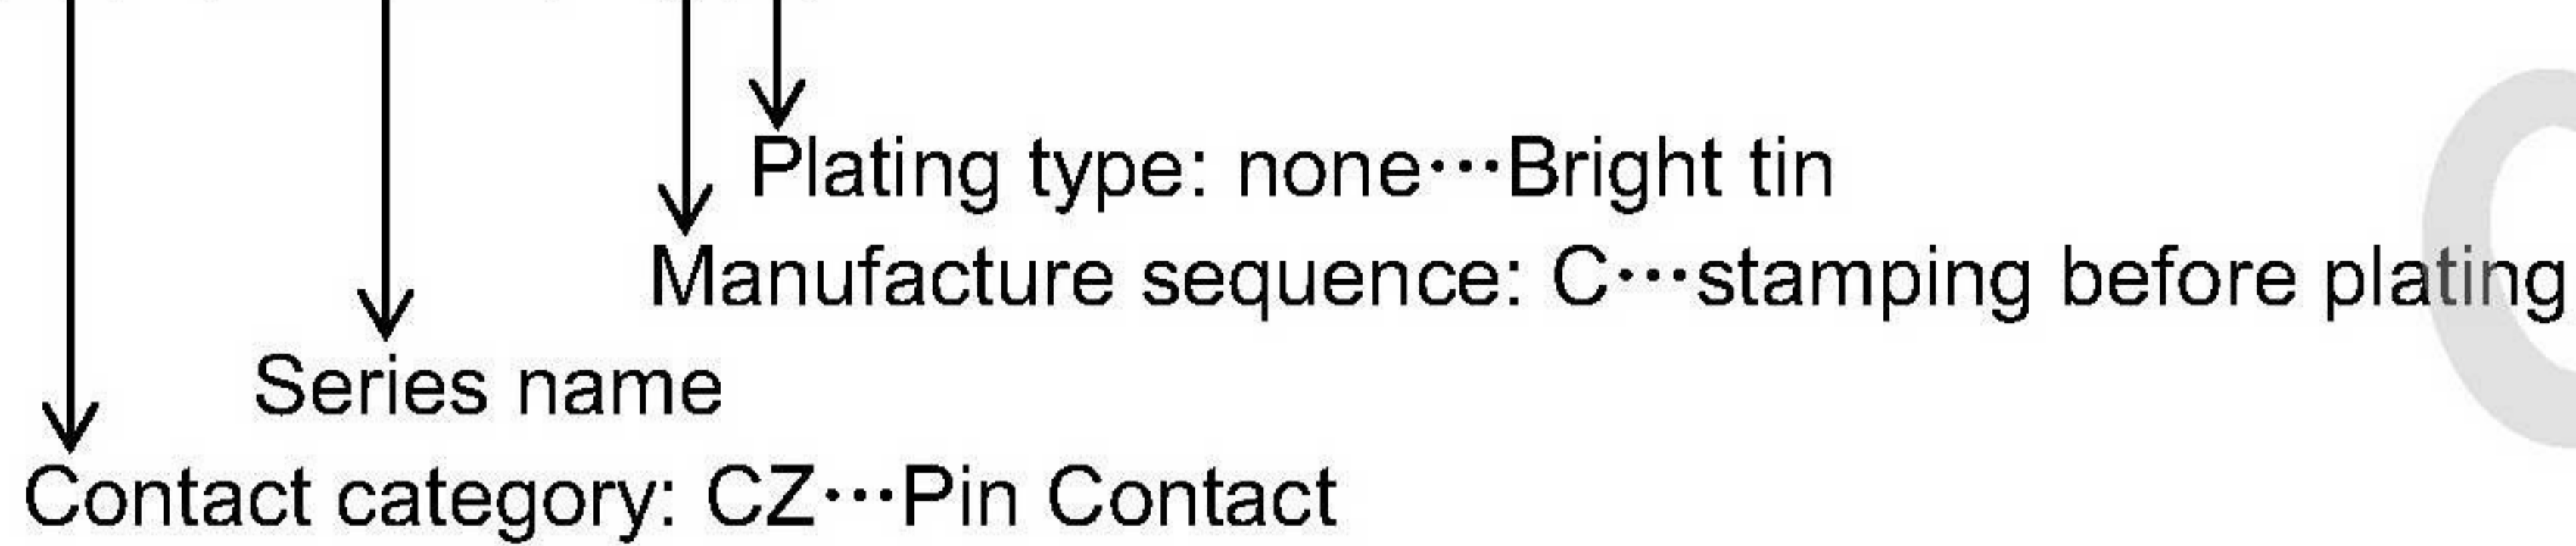 Plating type: none···Bright tin
Manufacture sequence: C···stamping before plating
Series name
Contact category: CZ···Pin Contact